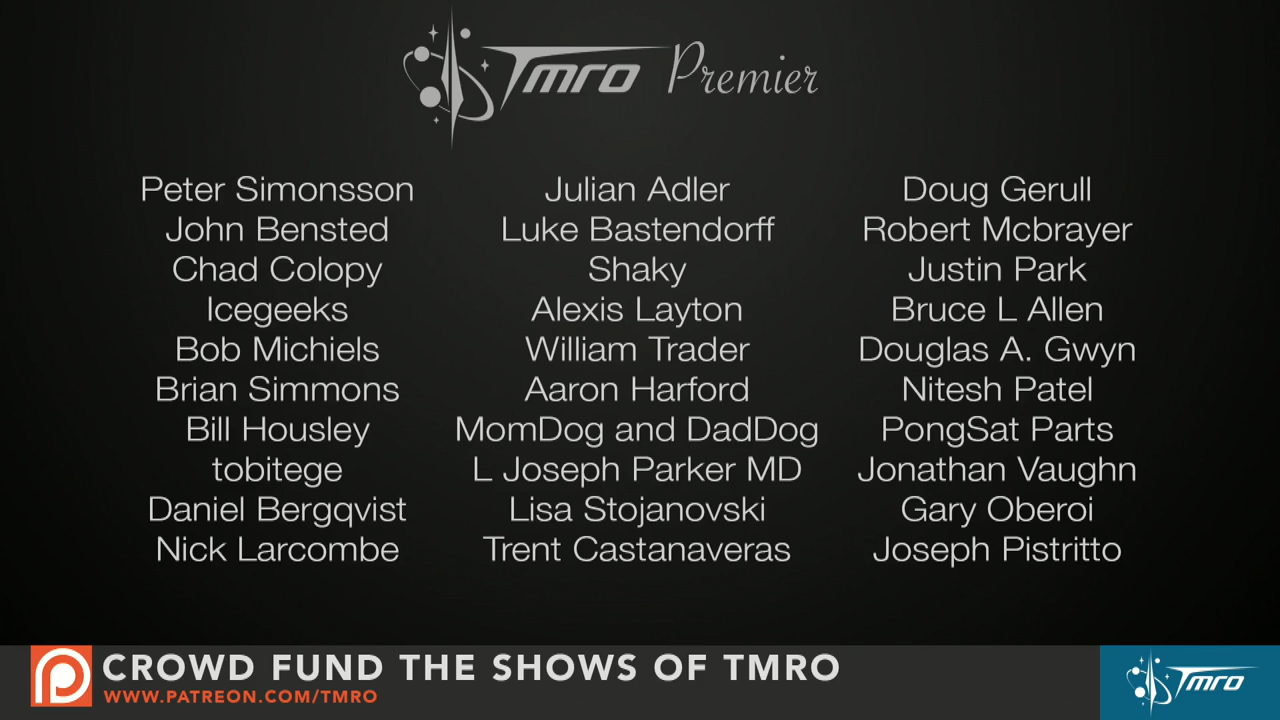 TMRO Premier
Peter Simonsson
John Bensted
Chad Colopy
Icegeeks
Bob Michiels
Brian Simmons
Bill Housley
tobitege
Daniel Bergqvist
Nick Larcombe
Julian Adler
Luke Bastendorff
Shaky
Alexis Layton
William Trader
Aaron Harford
MomDog and DadDog
L Joseph Parker MD
Lisa Stojanovski
Trent Castanaveras
Doug Gerull
Robert Mcbrayer
Justin Park
Bruce L Allen
Douglas A. Gwyn
Nitesh Patel
PongSat Parts
Jonathan Vaughn
Gary Oberoi
Joseph Pistritto
CROWD FUND THE SHOWS OF TMRO
WWW.PATREON.COM/TMRO
TMRO